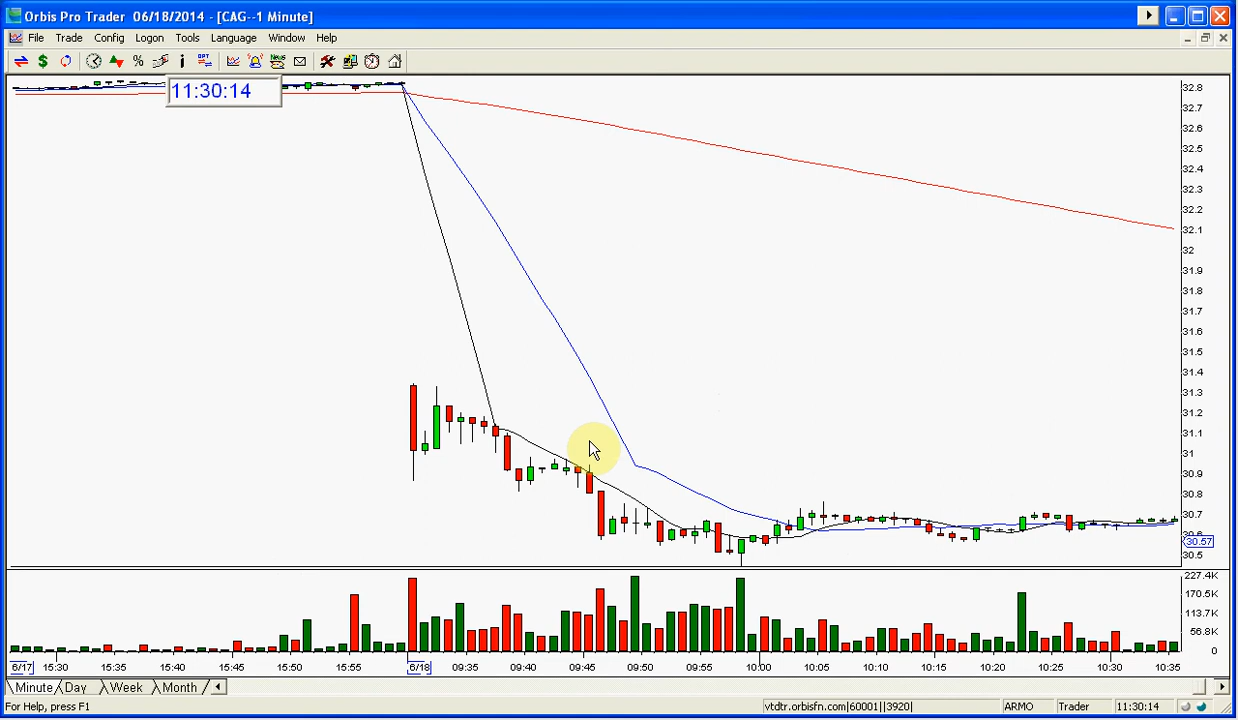 Orbis Pro Trader 06/18/2014 - [CAG--1 Minute]
File Trade Config Logon Tools Language Window Help
11:30:14
32.8
32.7
32.6
32.5
32.4
32.3
32.2
32.1
32
31.9
31.8
31.7
31.6
31.5
31.4
31.3
31.2
31.1
31
30.9
30.8
30.7
30.57
30.5
227.4K
170.5K
113.7K
56.8K
0
6/17 15:30 15:35 15:40 15:45 15:50 15:55 6/18 09:35 09:40 09:45 09:50 09:55 10:00 10:05 10:10 10:15 10:20 10:25 10:30 10:35
Minute Day Week Month
For Help, press F1 vtdtr.orbisfn.com|60001||3920| ARMO Trader 11:30:14